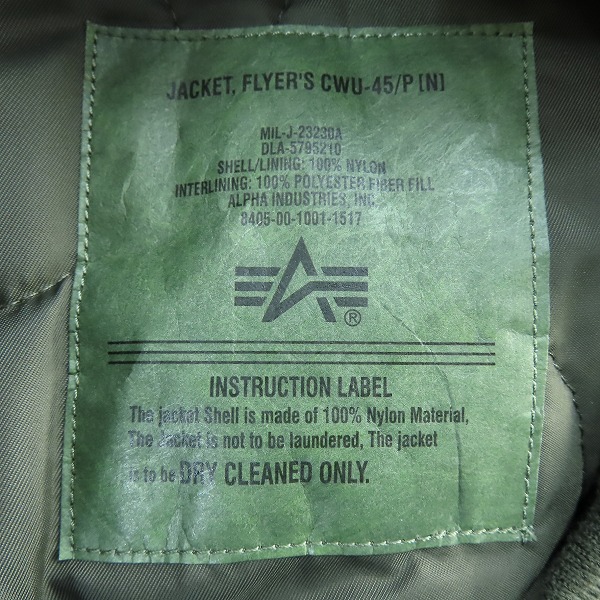 JACKET, FLYER'S CWU-45/P [N]
MIL-J-23230A
DLA-5795210
SHELL/LINING: 100% NYLON
INTERLINING: 100% POLYESTER FIBER FILL
ALPHA INDUSTRIES, INC.
8405-00-1001-1517
®
INSTRUCTION LABEL
The jacket Shell is made of 100% Nylon Material,
The Jacket is not to be laundered, The jacket
is to be DRY CLEANED ONLY.